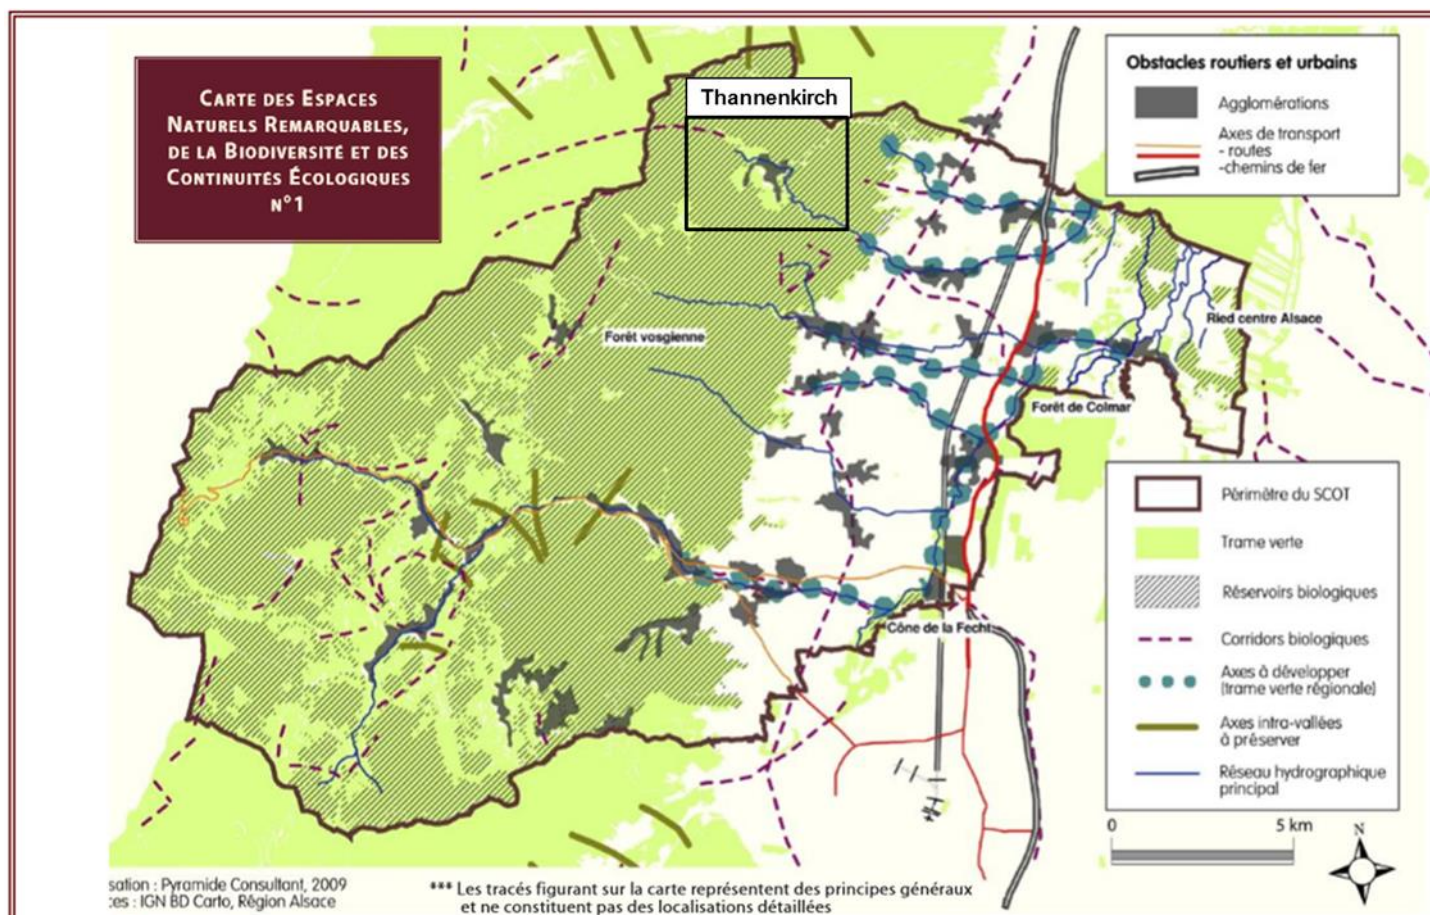 CARTE DES ESPACES
NATURELS REMARQUABLES,
DE LA BIODIVERSITÉ ET DES
CONTINUITÉS ÉCOLOGIQUES
N°1
Thannenkirch
Obstacles routiers et urbains
Agglomérations
Axes de transport
- routes
-chemins de fer
Forêt vosgienne
Ried centre Alsace
Forêt de Colmar
Cône de la Fecht
Périmètre du SCOT
Trame verte
Réservoirs biologiques
Corridors biologiques
Axes à développer
(trame verte régionale)
Axes intra-vallées
à préserver
Réseau hydrographique
principal
0 5 km
N
sation : Pyramide Consultant, 2009
ces : IGN BD Carto, Région Alsace
*** Les tracés figurant sur la carte représentent des principes généraux
et ne constituent pas des localisations détaillées